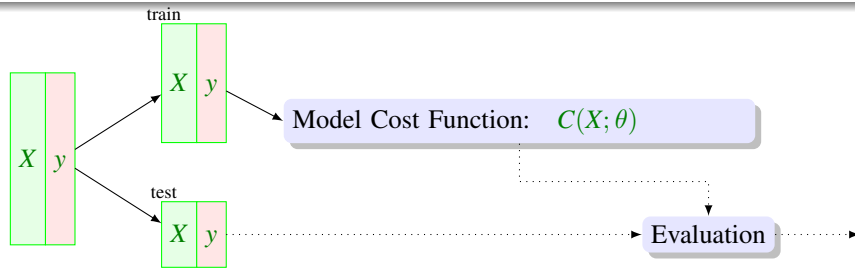 train
X y
Model Cost Function: C(X; θ)
X y
test
X y
Evaluation